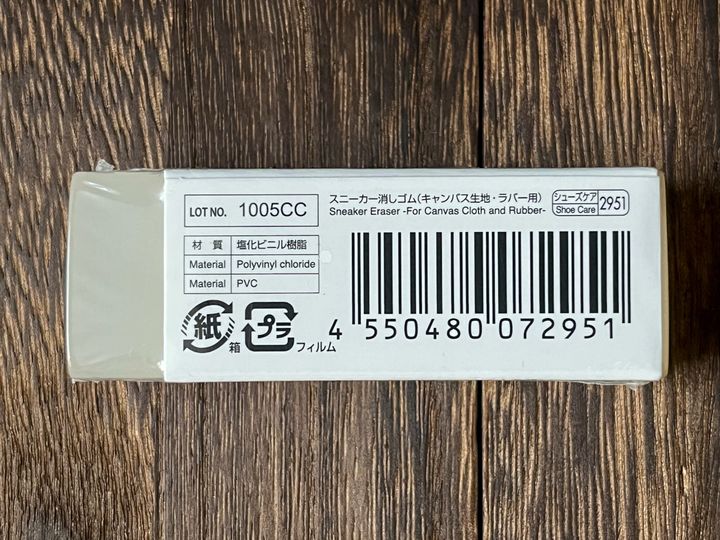 LOT NO. 1005CC
スニーカー消しゴム(キャンバス生地・ラバー用)
Sneaker Eraser -For Canvas Cloth and Rubber-
シューズケア
Shoe Care
2951
材 質 塩化ビニル樹脂
Material Polyvinyl chloride
Material PVC
紙
箱
プラ
フィルム
4 550480 072951